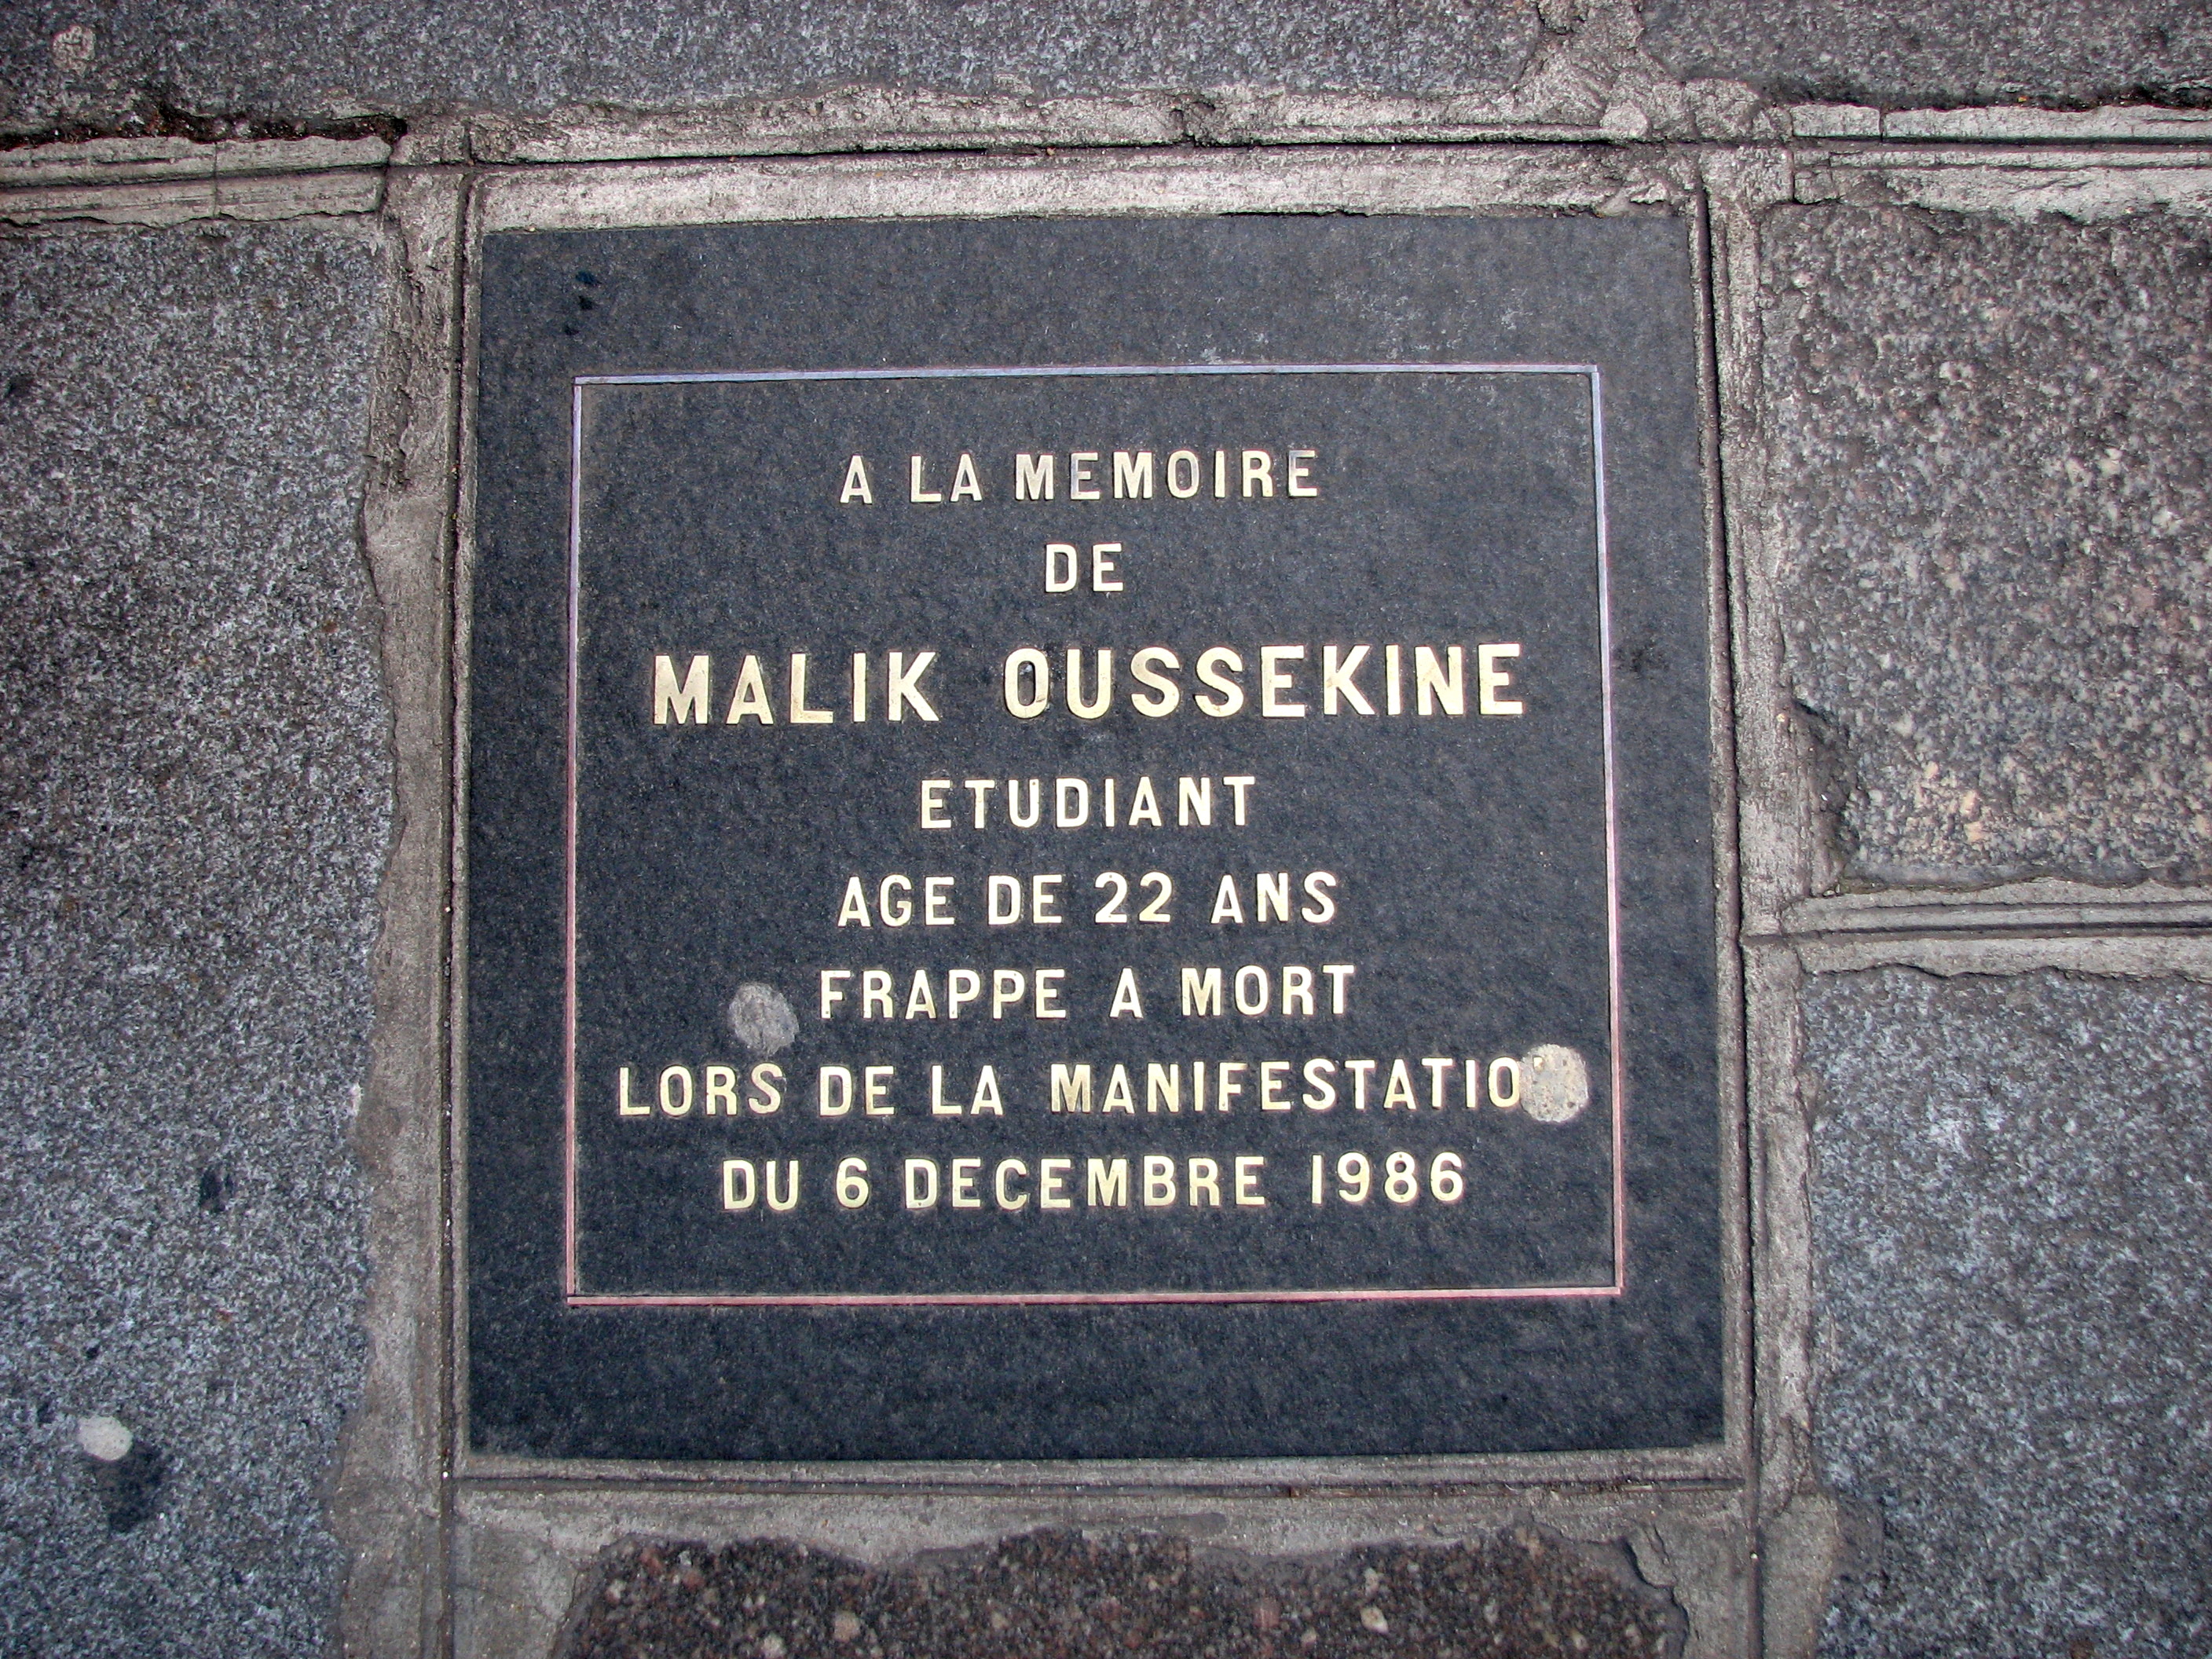 A LA MEMOIRE
DE
MALIK OUSSEKINE
ETUDIANT
AGE DE 22 ANS
FRAPPE A MORT
LORS DE LA MANIFESTATIO
DU 6 DECEMBRE 1986